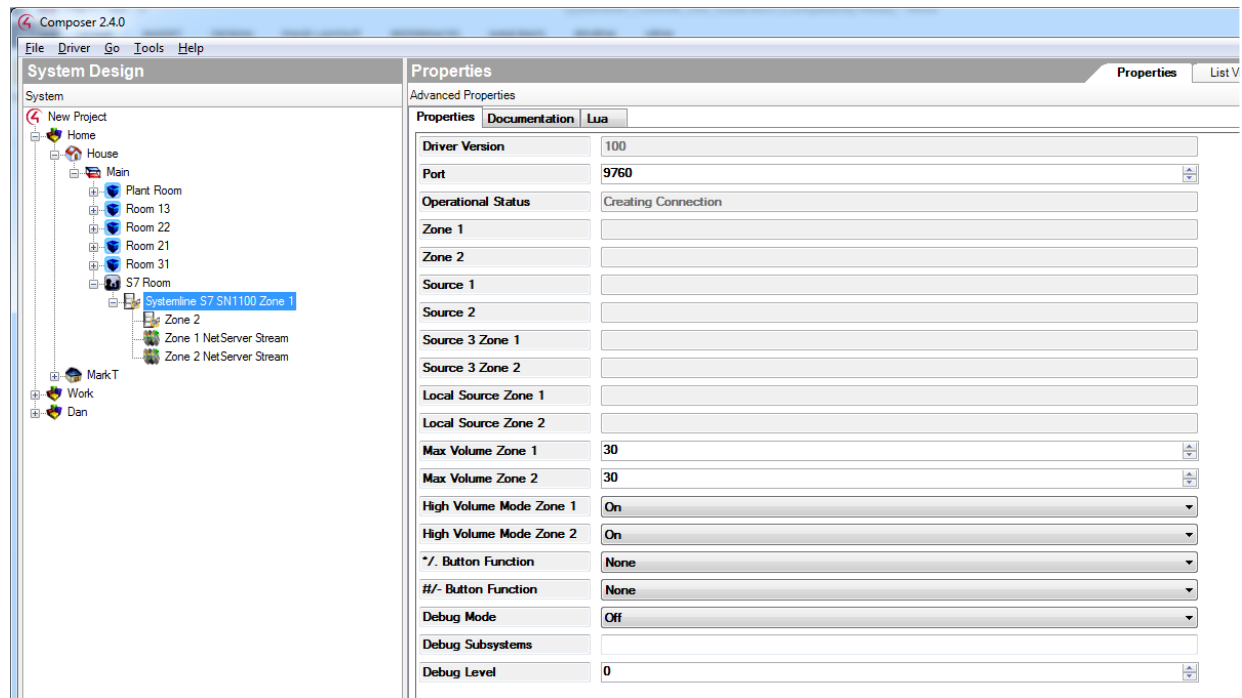 Composer 2.4.0
File Driver Go Tools Help
System Design
System
New Project
Home
House
Main
Plant Room
Room 13
Room 22
Room 21
Room 31
S7 Room
Systemline S7 SN1100 Zone 1
Zone 2
Zone 1 NetServer Stream
Zone 2 NetServer Stream
MarkT
Work
Dan
Properties
Properties List V
Advanced Properties
Properties Documentation Lua
Driver Version 100
Port 9760
Operational Status Creating Connection
Zone 1
Zone 2
Source 1
Source 2
Source 3 Zone 1
Source 3 Zone 2
Local Source Zone 1
Local Source Zone 2
Max Volume Zone 1 30
Max Volume Zone 2 30
High Volume Mode Zone 1 On
High Volume Mode Zone 2 On
*/. Button Function None
#/- Button Function None
Debug Mode Off
Debug Subsystems
Debug Level 0